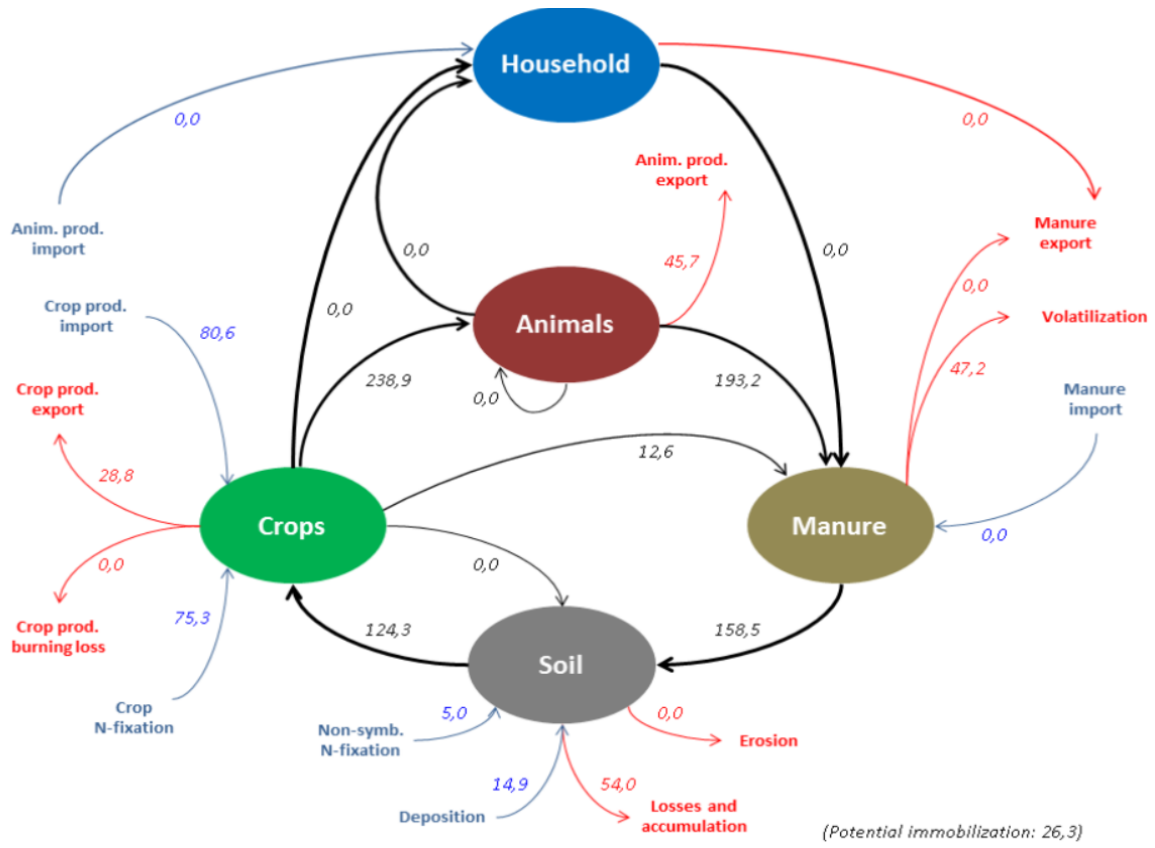 Household
0,0
0,0
Anim. prod.
export
Anim. prod.
import
Manure
export
0,0
0,0
45,7
0,0
Crop prod.
import
80,6
0,0
Animals
Volatilization
Crop prod.
export
238,9
0,0
193,2
47,2
Manure
import
12,6
28,8
Crops
Manure
0,0
0,0
0,0
Crop prod.
burning loss
75,3
124,3
158,5
Soil
Crop
N-fixation
Non-symb.
N-fixation
5,0
0,0
Erosion
14,9
54,0
Deposition
Losses and
accumulation
(Potential immobilization: 26,3)